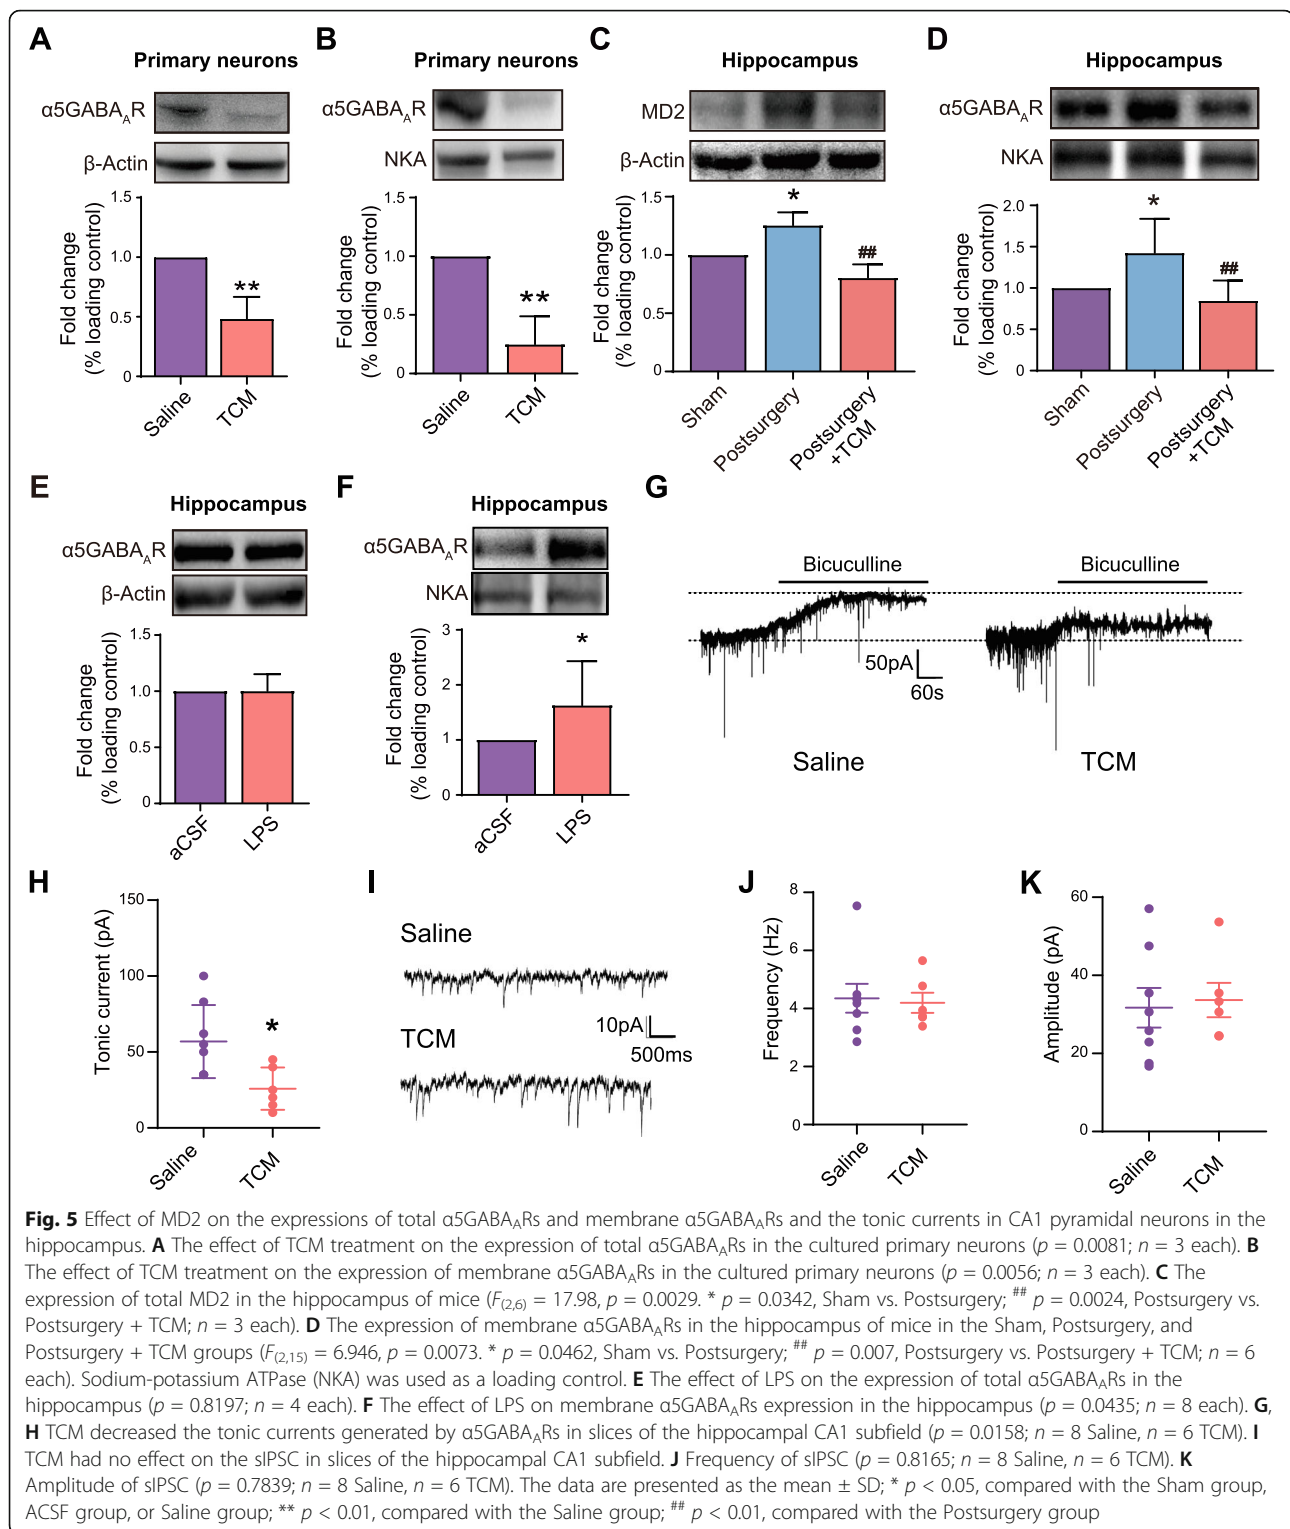 A
Primary neurons
α5GABA_AR
β-Actin
Fold change
(% loading control)
1.5
1.0
0.5
0
**
Saline
TCM
B
Primary neurons
α5GABA_AR
NKA
Fold change
(% loading control)
1.5
1.0
0.5
0
**
Saline
TCM
C
Hippocampus
MD2
β-Actin
Fold change
(% loading control)
1.5
1.0
0.5
0
*
##
Sham
Postsurgery
Postsurgery
+TCM
D
Hippocampus
α5GABA_AR
NKA
Fold change
(% loading control)
2.0
1.5
1.0
0.5
0
*
##
Sham
Postsurgery
Postsurgery
+TCM
E
Hippocampus
α5GABA_AR
β-Actin
Fold change
(% loading control)
1.5
1.0
0.5
0
aCSF
LPS
F
Hippocampus
α5GABA_AR
NKA
Fold change
(% loading control)
3
2
1
0
*
aCSF
LPS
G
Bicuculline
Bicuculline
50pA
60s
Saline
TCM
H
Tonic current (pA)
150
100
50
0
*
Saline
TCM
I
Saline
TCM
10pA
500ms
J
Frequency (Hz)
8
6
4
2
0
Saline
TCM
K
Amplitude (pA)
60
40
20
0
Saline
TCM
Fig. 5 Effect of MD2 on the expressions of total α5GABA_ARs and membrane α5GABA_ARs and the tonic currents in CA1 pyramidal neurons in the
hippocampus. A The effect of TCM treatment on the expression of total α5GABA_ARs in the cultured primary neurons (p = 0.0081; n = 3 each). B
The effect of TCM treatment on the expression of membrane α5GABA_ARs in the cultured primary neurons (p = 0.0056; n = 3 each). C The
expression of total MD2 in the hippocampus of mice (F(2,6) = 17.98, p = 0.0029. * p = 0.0342, Sham vs. Postsurgery; ## p = 0.0024, Postsurgery vs.
Postsurgery + TCM; n = 3 each). D The expression of membrane α5GABA_ARs in the hippocampus of mice in the Sham, Postsurgery, and
Postsurgery + TCM groups (F(2,15) = 6.946, p = 0.0073. * p = 0.0462, Sham vs. Postsurgery; ## p = 0.007, Postsurgery vs. Postsurgery + TCM; n = 6
each). Sodium-potassium ATPase (NKA) was used as a loading control. E The effect of LPS on the expression of total α5GABA_ARs in the
hippocampus (p = 0.8197; n = 4 each). F The effect of LPS on membrane α5GABA_ARs expression in the hippocampus (p = 0.0435; n = 8 each). G,
H TCM decreased the tonic currents generated by α5GABA_ARs in slices of the hippocampal CA1 subfield (p = 0.0158; n = 8 Saline, n = 6 TCM). I
TCM had no effect on the sIPSC in slices of the hippocampal CA1 subfield. J Frequency of sIPSC (p = 0.8165; n = 8 Saline, n = 6 TCM). K
Amplitude of sIPSC (p = 0.7839; n = 8 Saline, n = 6 TCM). The data are presented as the mean ± SD; * p < 0.05, compared with the Sham group,
ACSF group, or Saline group; ** p < 0.01, compared with the Saline group; ## p < 0.01, compared with the Postsurgery group